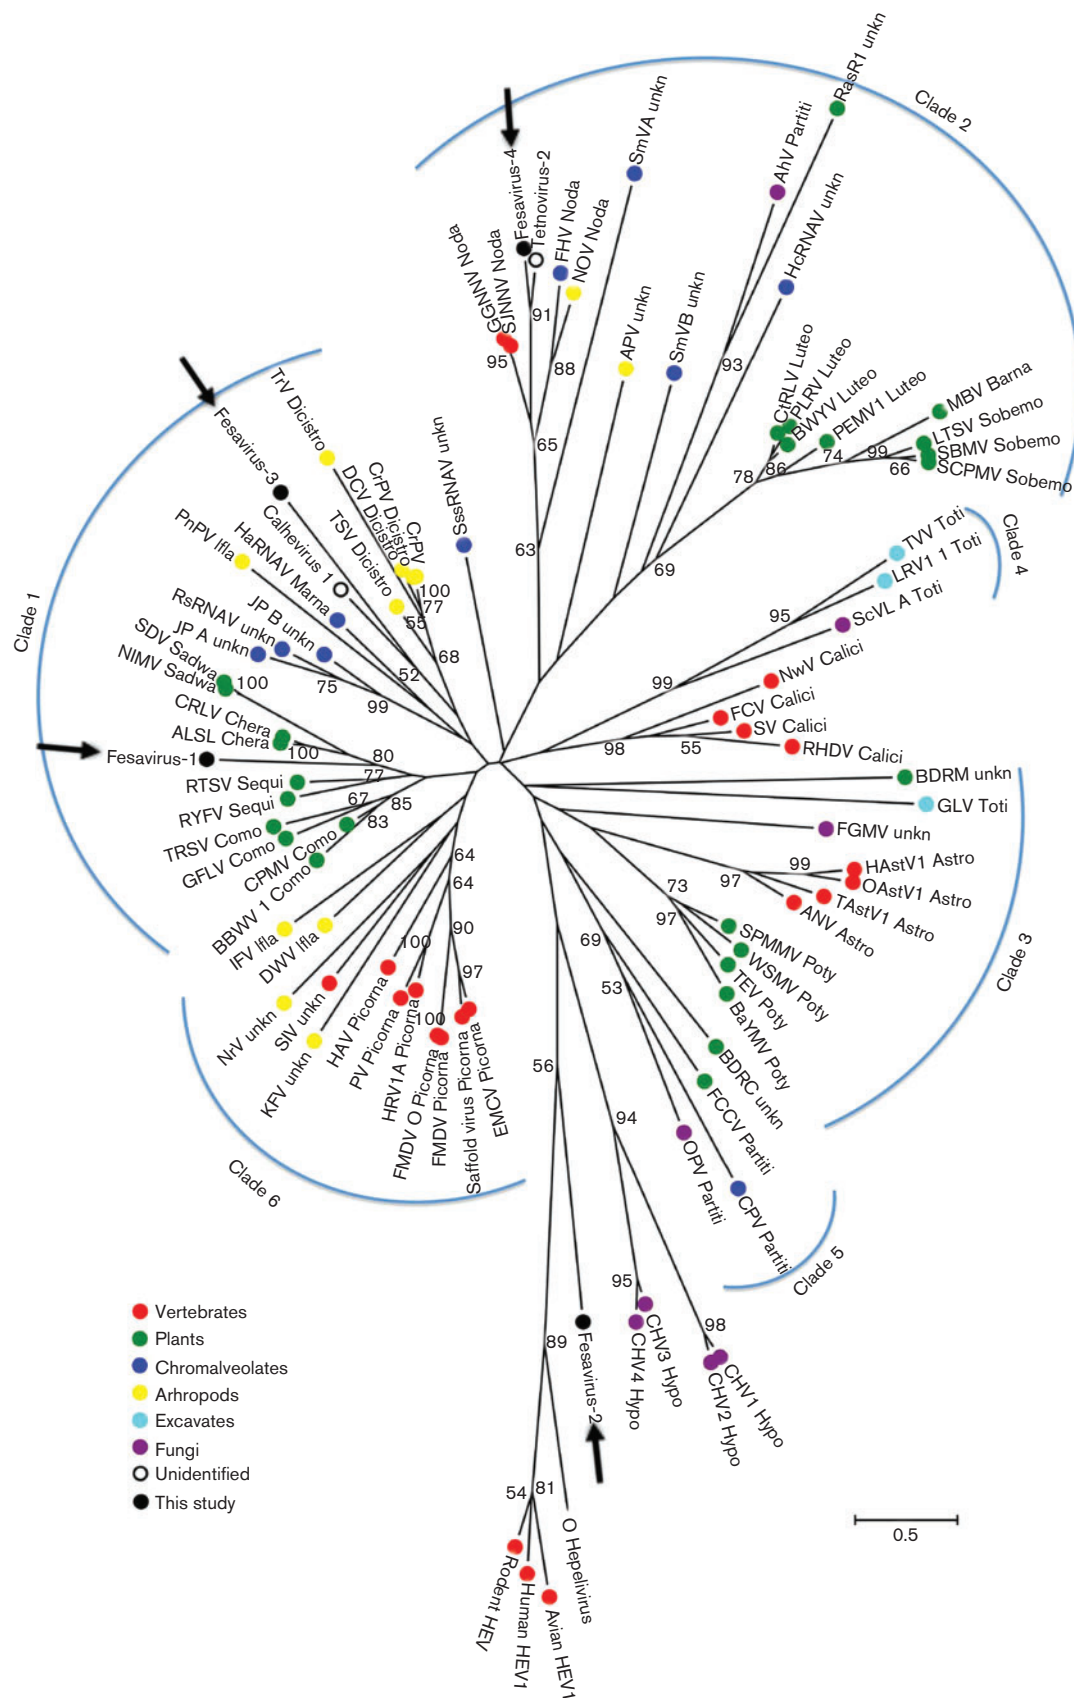 Clade 2
RasR1 unkn
AhV Partiti
HcRNAV unkn
SmVA unkn
Fesavirus-4
Tetnovirus-2
FHV Noda
NOV Noda
GGNNV Noda
SJNNV Noda
APV unkn
SmVB unkn
91
95
88
93
65
63
69
CtRLV Luteo
PLRV Luteo
BWYV Luteo
PEMV1 Luteo
MBV Barna
LTSV Sobemo
SBMV Sobemo
SCPMV Sobemo
78
86
74
99
66
Clade 4
TVV Toti
LRV1 1 Toti
ScVL A Toti
95
99
NwV Calici
FCV Calici
SV Calici
RHDV Calici
98
55
Clade 1
TrV Dicistro
Fesavirus-3
DCV Dicistro
CrPV Dicistro
CrPV
TSV Dicistro
SssRNAV unkn
Calhevirus 1
PnPV Ifla
HaRNAV Marna
RsRNAV unkn
JP B unkn
JP A unkn
SDV Sadwa
NIMV Sadwa
CRLV Chera
ALSL Chera
Fesavirus-1
RTSV Sequi
RYFV Sequi
TRSV Como
GFLV Como
CPMV Como
BBWV 1 Como
100
77
55
68
52
75
99
100
100
80
77
67
85
83
IFV Ifla
DWV Ifla
NrV unkn
SIV unkn
KFV unkn
HAV Picorna
PV Picorna
HRV1A Picorna
FMDV O Picorna
FMDV Picorna
Saffold virus Picorna
EMCV Picorna
64
64
90
100
97
100
Clade 6
BDRM unkn
GLV Toti
FGMV unkn
HAstV1 Astro
OAstV1 Astro
TAstV1 Astro
ANV Astro
99
97
73
97
SPMMV Poty
WSMV Poty
TEV Poty
BaYMV Poty
Clade 3
69
53
BDRC unkn
FCCV Partiti
OPV Partiti
CPV Partiti
Clade 5
56
94
95
98
CHV3 Hypo
CHV4 Hypo
CHV1 Hypo
CHV2 Hypo
Fesavirus-2
89
54
81
O Hepelivirus
Rodent HEV
Human HEV1
Avian HEV1
Vertebrates
Plants
Chromalveolates
Arhropods
Excavates
Fungi
Unidentified
This study
0.5